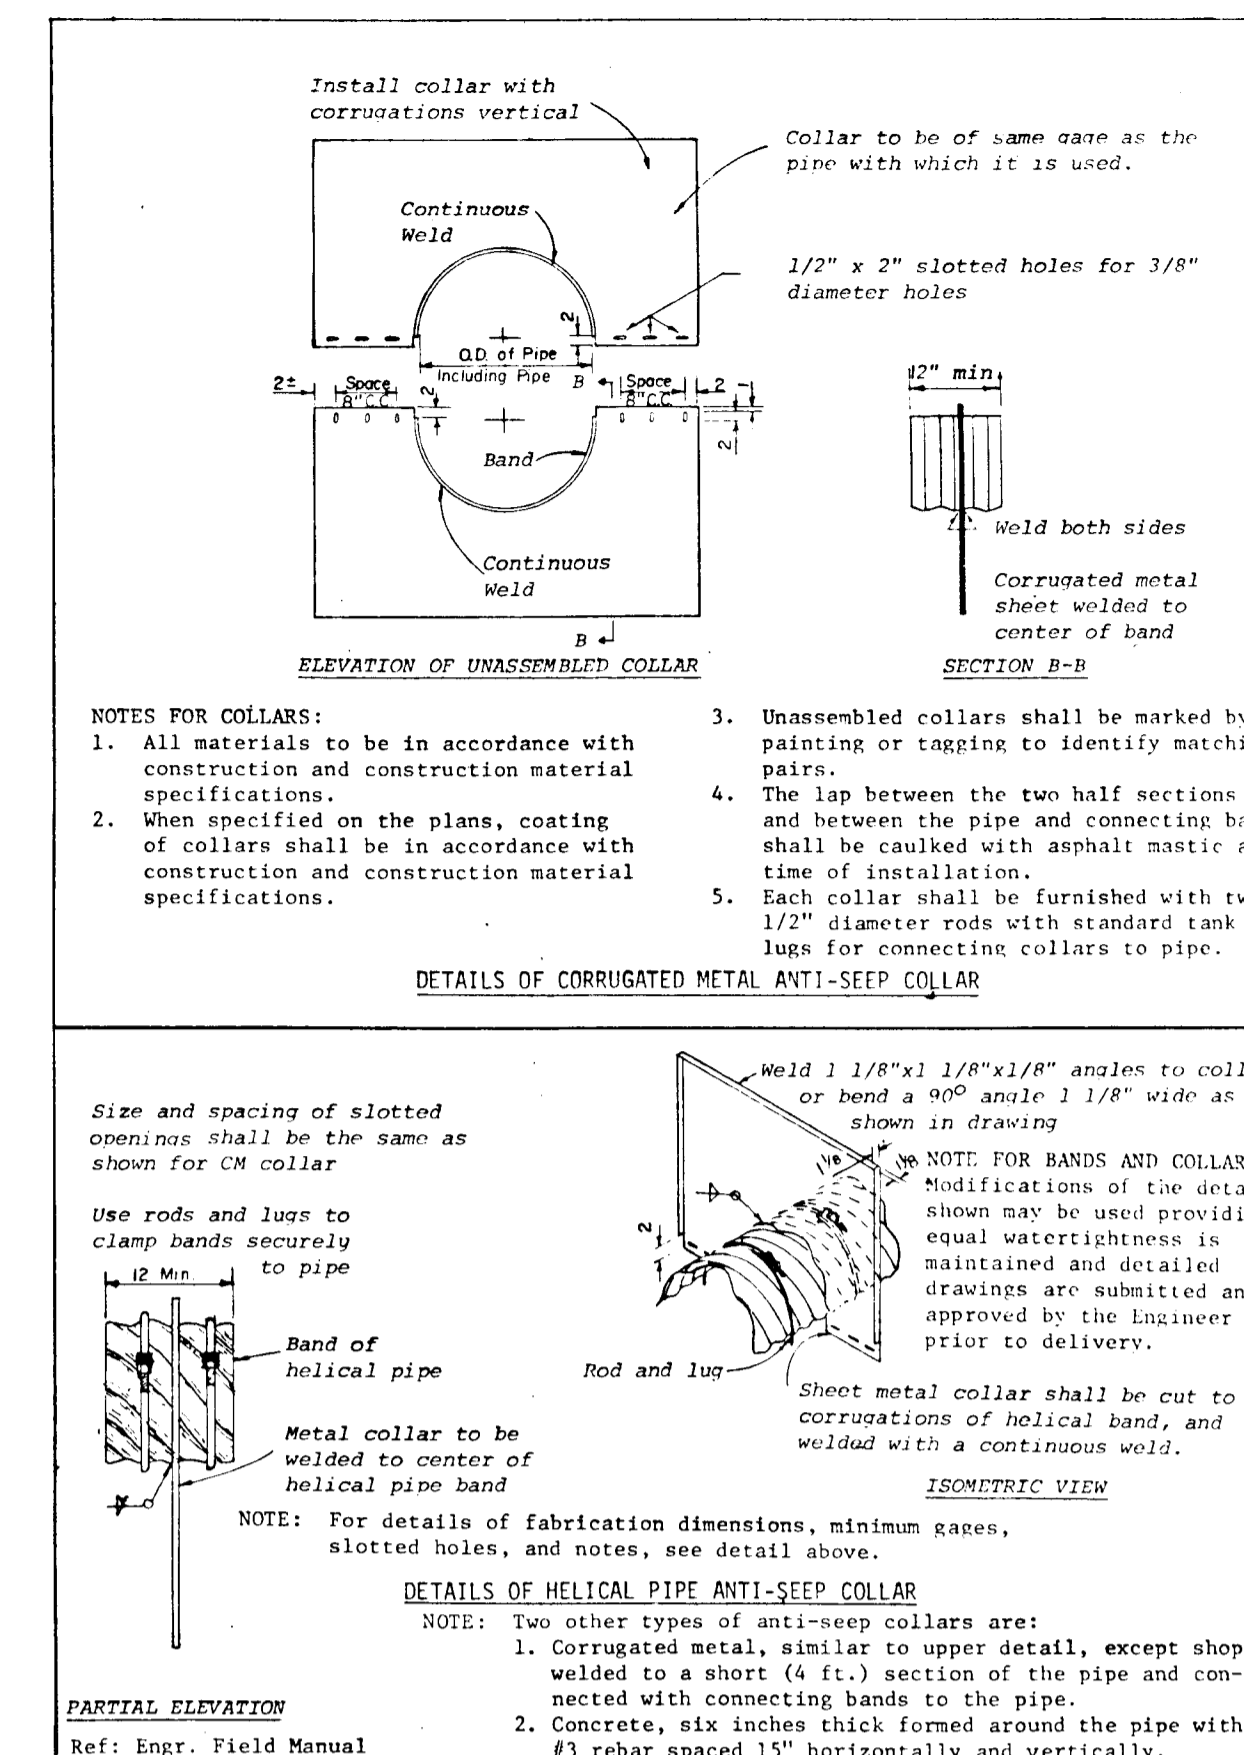 Install collar with
corrugations vertical
Collar to be of same gage as the
pipe with which it is used.
Continuous
Weld
1/2" x 2" slotted holes for 3/8"
diameter holes
2
O.D. of Pipe
Including Pipe
2±
Space
8" C.C.
2
B
Space
8" C.C.
2
1
2
Band
Continuous
Weld
B
ELEVATION OF UNASSEMBLED COLLAR
12" min.
Weld both sides
Corrugated metal
sheet welded to
center of band
SECTION B-B
NOTES FOR COLLARS:
1. All materials to be in accordance with
construction and construction material
specifications.
2. When specified on the plans, coating
of collars shall be in accordance with
construction and construction material
specifications.
3. Unassembled collars shall be marked by
painting or tagging to identify matchi
pairs.
4. The lap between the two half sections
and between the pipe and connecting ba
shall be caulked with asphalt mastic a
time of installation.
5. Each collar shall be furnished with tw
1/2" diameter rods with standard tank
lugs for connecting collars to pipe.
DETAILS OF CORRUGATED METAL ANTI-SEEP COLLAR
Size and spacing of slotted
openings shall be the same as
shown for CM collar
Use rods and lugs to
clamp bands securely
to pipe
12 Min.
Band of
helical pipe
Metal collar to be
welded to center of
helical pipe band
Weld 1 1/8"x1 1/8"x1/8" angles to coll
or bend a 90° angle 1 1/8" wide as
shown in drawing
1 1/8
1 1/8
NOTE FOR BANDS AND COLLAR
Modifications of the deta
shown may be used providi
equal watertightness is
maintained and detailed
drawings are submitted an
approved by the Engineer
prior to delivery.
2
Rod and lug
Sheet metal collar shall be cut to
corrugations of helical band, and
welded with a continuous weld.
ISOMETRIC VIEW
NOTE: For details of fabrication dimensions, minimum gages,
slotted holes, and notes, see detail above.
DETAILS OF HELICAL PIPE ANTI-SEEP COLLAR
NOTE: Two other types of anti-seep collars are:
1. Corrugated metal, similar to upper detail, except shop
welded to a short (4 ft.) section of the pipe and con-
nected with connecting bands to the pipe.
2. Concrete, six inches thick formed around the pipe with
#3 rebar spaced 15" horizontally and vertically.
PARTIAL ELEVATION
Ref: Engr. Field Manual